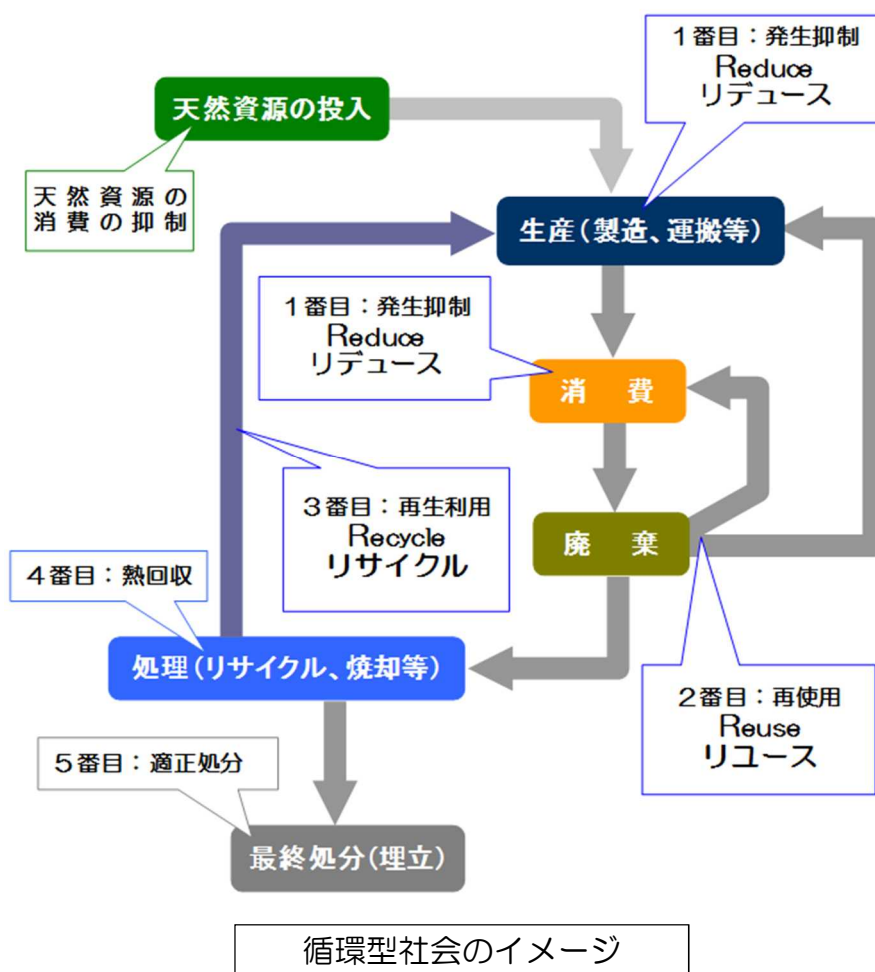 1番目:発生抑制
Reduce
リデュース
天然資源の投入
天然資源の
消費の抑制
生産(製造、運搬等)
1番目:発生抑制
Reduce
リデュース
消 費
3番目:再生利用
Recycle
リサイクル
廃 棄
4番目:熱回収
処理(リサイクル、焼却等)
2番目:再使用
Reuse
リユース
5番目:適正処分
最終処分(埋立)
循環型社会のイメージ